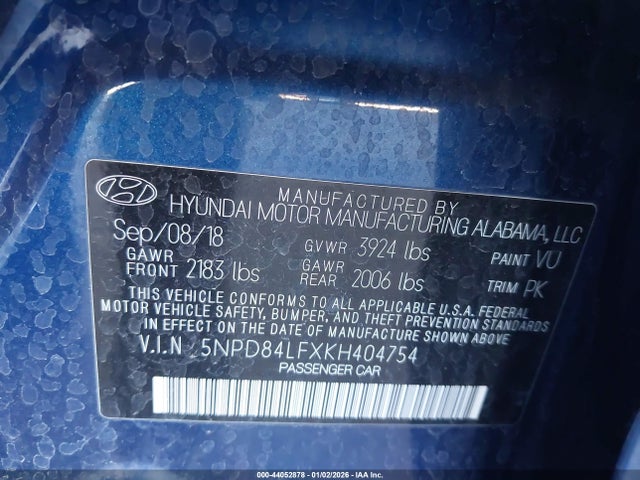 MANUFACTURED BY
HYUNDAI MOTOR MANUFACTURING ALABAMA, LLC
Sep/08/18 GVWR 3924 lbs PAINT VU
GAWR FRONT 2183 lbs GAWR REAR 2006 lbs TRIM PK
THIS VEHICLE CONFORMS TO ALL APPLICABLE U.S.A. FEDERAL
MOTOR VEHICLE SAFETY, BUMPER, AND THEFT PREVENTION STANDARDS
IN EFFECT ON THE DATE OF MANUFACTURE SHOWN ABOVE
V.I.N 5NPD84LFXKH404754
PASSENGER CAR
000-44052878 - 01/02/2026 - IAA Inc.